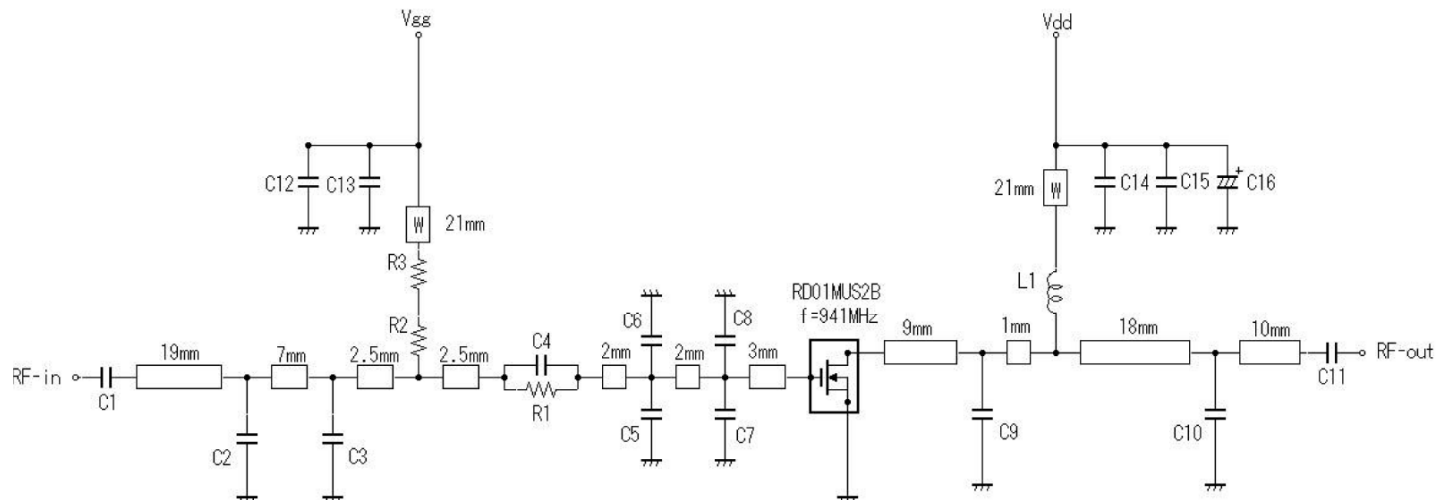 Vgg
Vdd
C12
C13
W
21mm
R3
R2
21mm
W
C14
C15
+
C16
L1
RD01MUS2B
f=941MHz
C6
C8
C4
19mm
7mm
2.5mm
2.5mm
2mm
2mm
3mm
9mm
1mm
18mm
10mm
RF-in
C1
R1
RF-out
C11
C2
C3
C5
C7
C9
C10